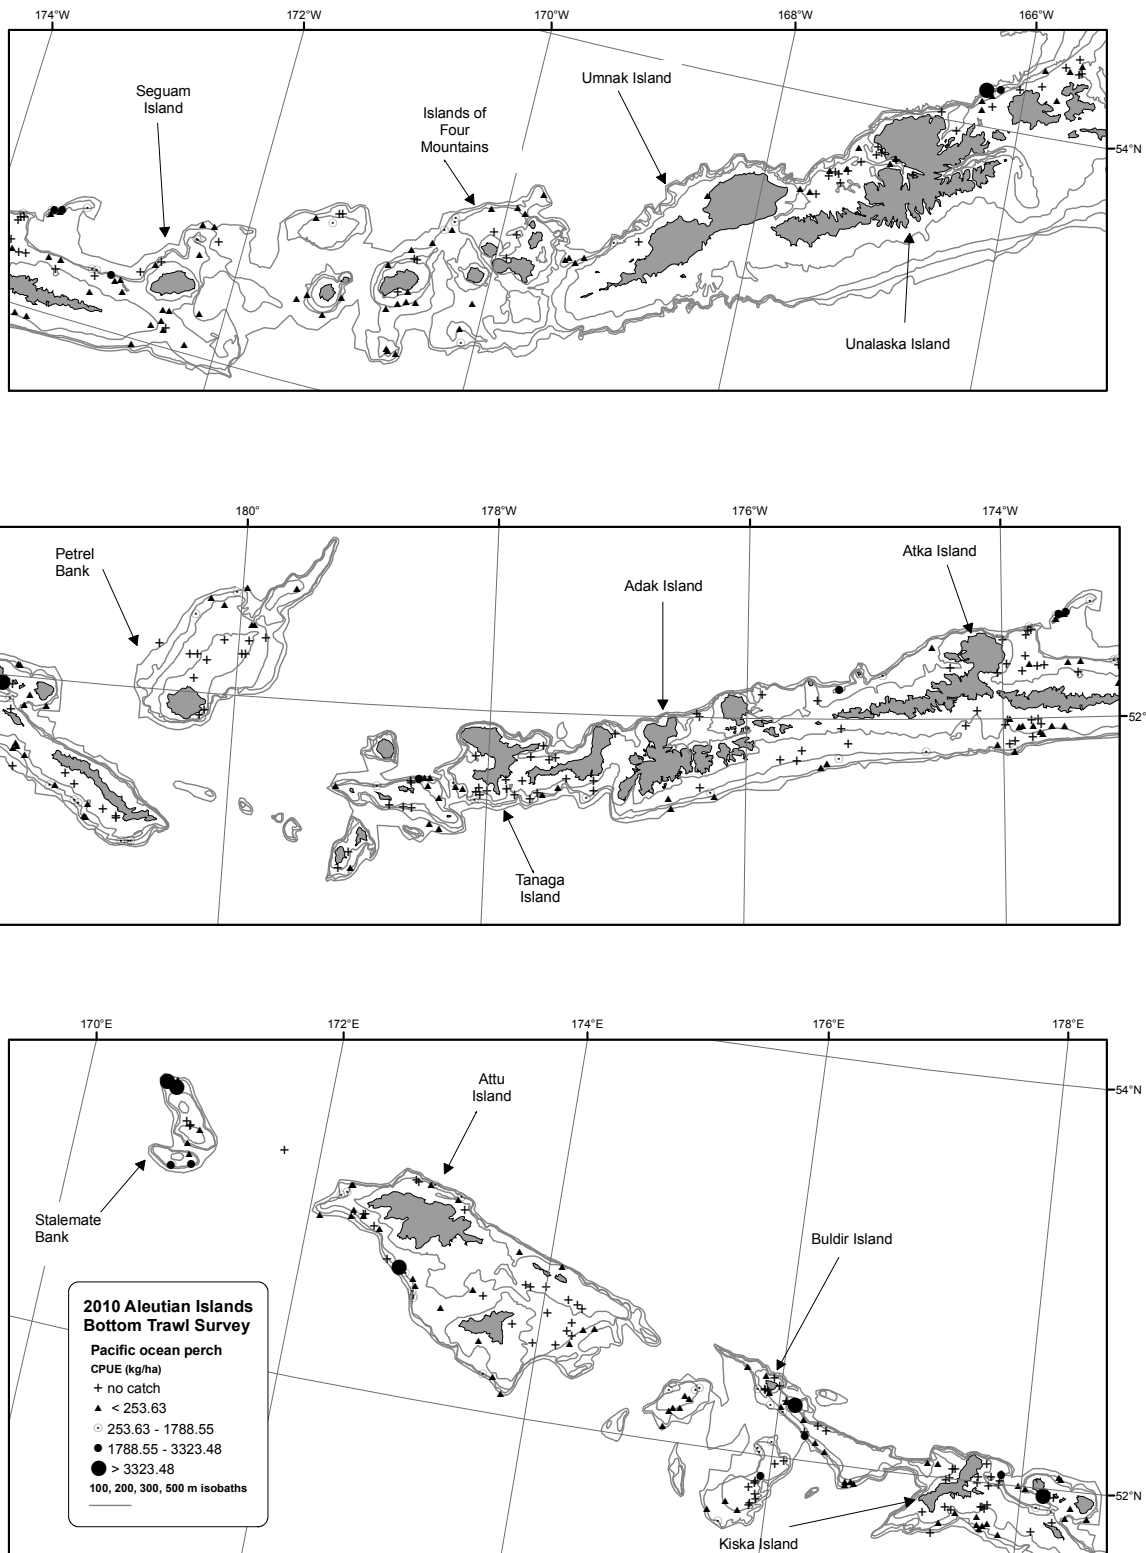 174°W 172°W 170°W 168°W 166°W
Seguam
Island
Islands of
Four
Mountains
Umnak Island
54°N
Unalaska Island
180° 178°W 176°W 174°W
Petrel
Bank
Adak Island
Atka Island
52°
Tanaga
Island
170°E 172°E 174°E 176°E 178°E
54°N
Attu
Island
Stalemate
Bank
Buldir Island
2010 Aleutian Islands
Bottom Trawl Survey
Pacific ocean perch
CPUE (kg/ha)
+ no catch
▲ < 253.63
253.63 - 1788.55
● 1788.55 - 3323.48
● > 3323.48
100, 200, 300, 500 m isobaths
52°N
Kiska Island